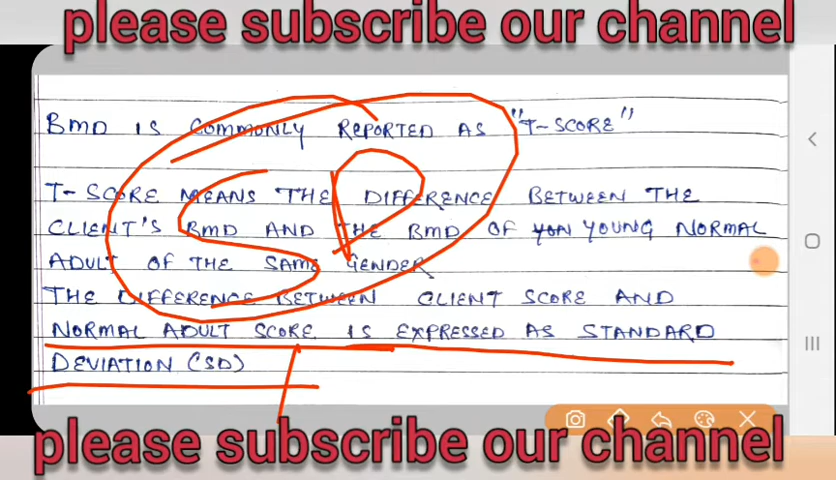 please subscribe our channel
BMD IS COMMONLY REPORTED AS "T-SCORE"
T-SCORE MEANS THE DIFFERENCE BETWEEN THE
CLIENT'S BMD AND THE BMD OF YON YOUNG NORMAL
ADULT OF THE SAME GENDER
THE DIFFERENCE BETWEEN CLIENT SCORE AND
NORMAL ADULT SCORE IS EXPRESSED AS STANDARD
DEVIATION (SD)
SD
please subscribe our channel